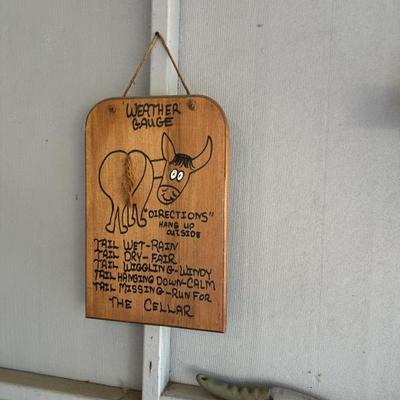 WEATHER
GAUGE
"DIRECTIONS"
HANG UP
OUTSIDE
TAIL WET-RAIN
TAIL DRY-FAIR
TAIL WIGGLING-WINDY
TAIL HANGING DOWN-CALM
TAIL MISSING-RUN FOR
THE CELLAR